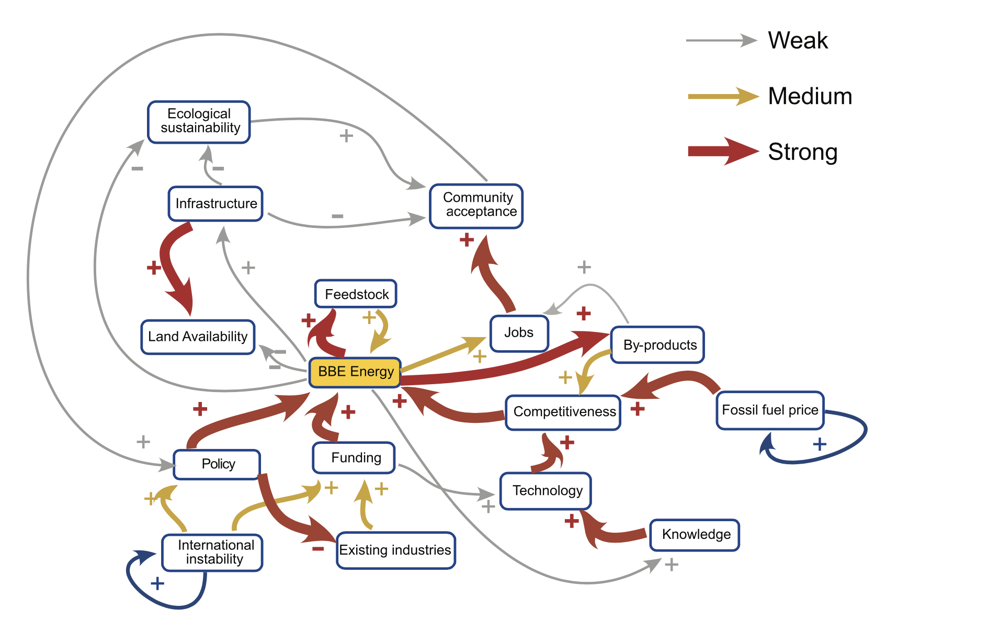 Weak
Medium
Strong
Ecological
sustainability
+
-
-
Infrastructure
Community
acceptance
-
+
+
+
+
Feedstock
+
+
+
Jobs
Land Availability
By-products
-
-
+
BBE Energy
+
+
+
+
+
Competitiveness
+
Fossil fuel price
+
+
+
Policy
Funding
+
+
+
Technology
+
+
Knowledge
International
instability
-
Existing industries
+
+